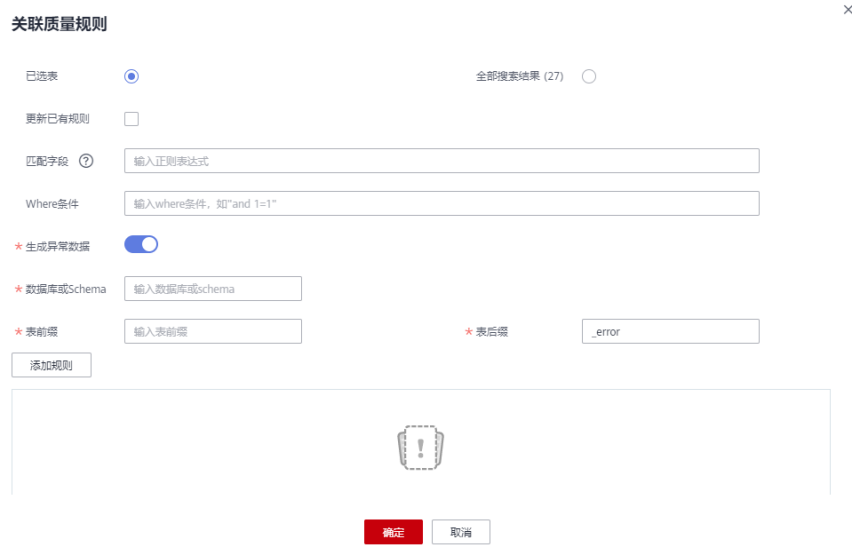 关联质量规则
已选表 全部搜索结果 (27)
更新已有规则
匹配字段 ?
输入正则表达式
Where条件
输入where条件，如"and 1=1"
* 生成异常数据
* 数据库或Schema
输入数据库或schema
* 表前缀
输入表前缀
* 表后缀
_error
添加规则
确定 取消